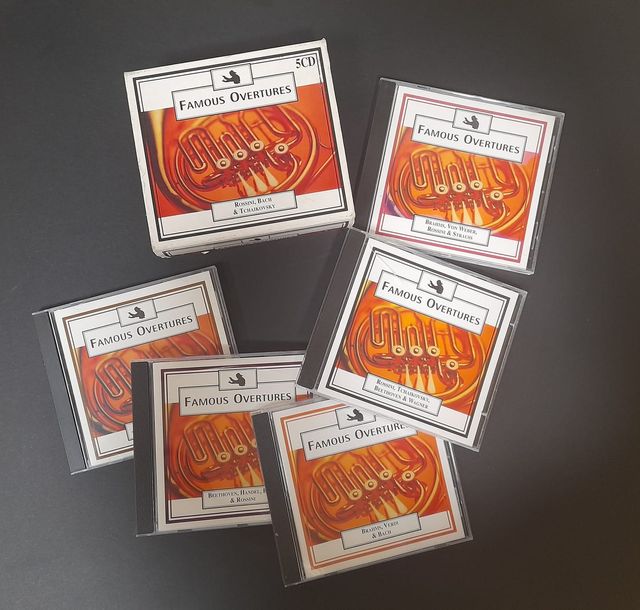 5CD
FAMOUS OVERTURES
ROSSINI, BACH
& TCHAIKOVSKY
FAMOUS OVERTURES
BRAHMS, VON WEBER,
ROSSINI & STRAUSS
FAMOUS OVERTURES
ROSSINI, TCHAIKOVSKY,
BEETHOVEN & WAGNER
FAMOUS OVERTURES
FAMOUS OVERTURES
BEETHOVEN, HANDEL,
& ROSSINI
FAMOUS OVERTURES
BRAHMS, VERDI
& BACH